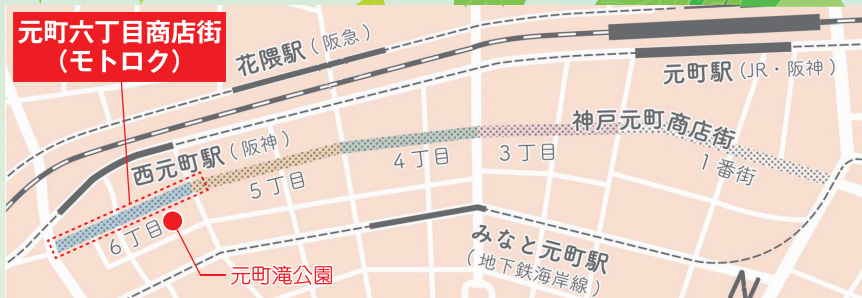 元町六丁目商店街
(モトロク)
花隈駅(阪急)
元町駅(JR・阪神)
神戸元町商店街
西元町駅(阪神)
1番街
3丁目
4丁目
5丁目
6丁目
みなと元町駅
(地下鉄海岸線)
元町滝公園
N